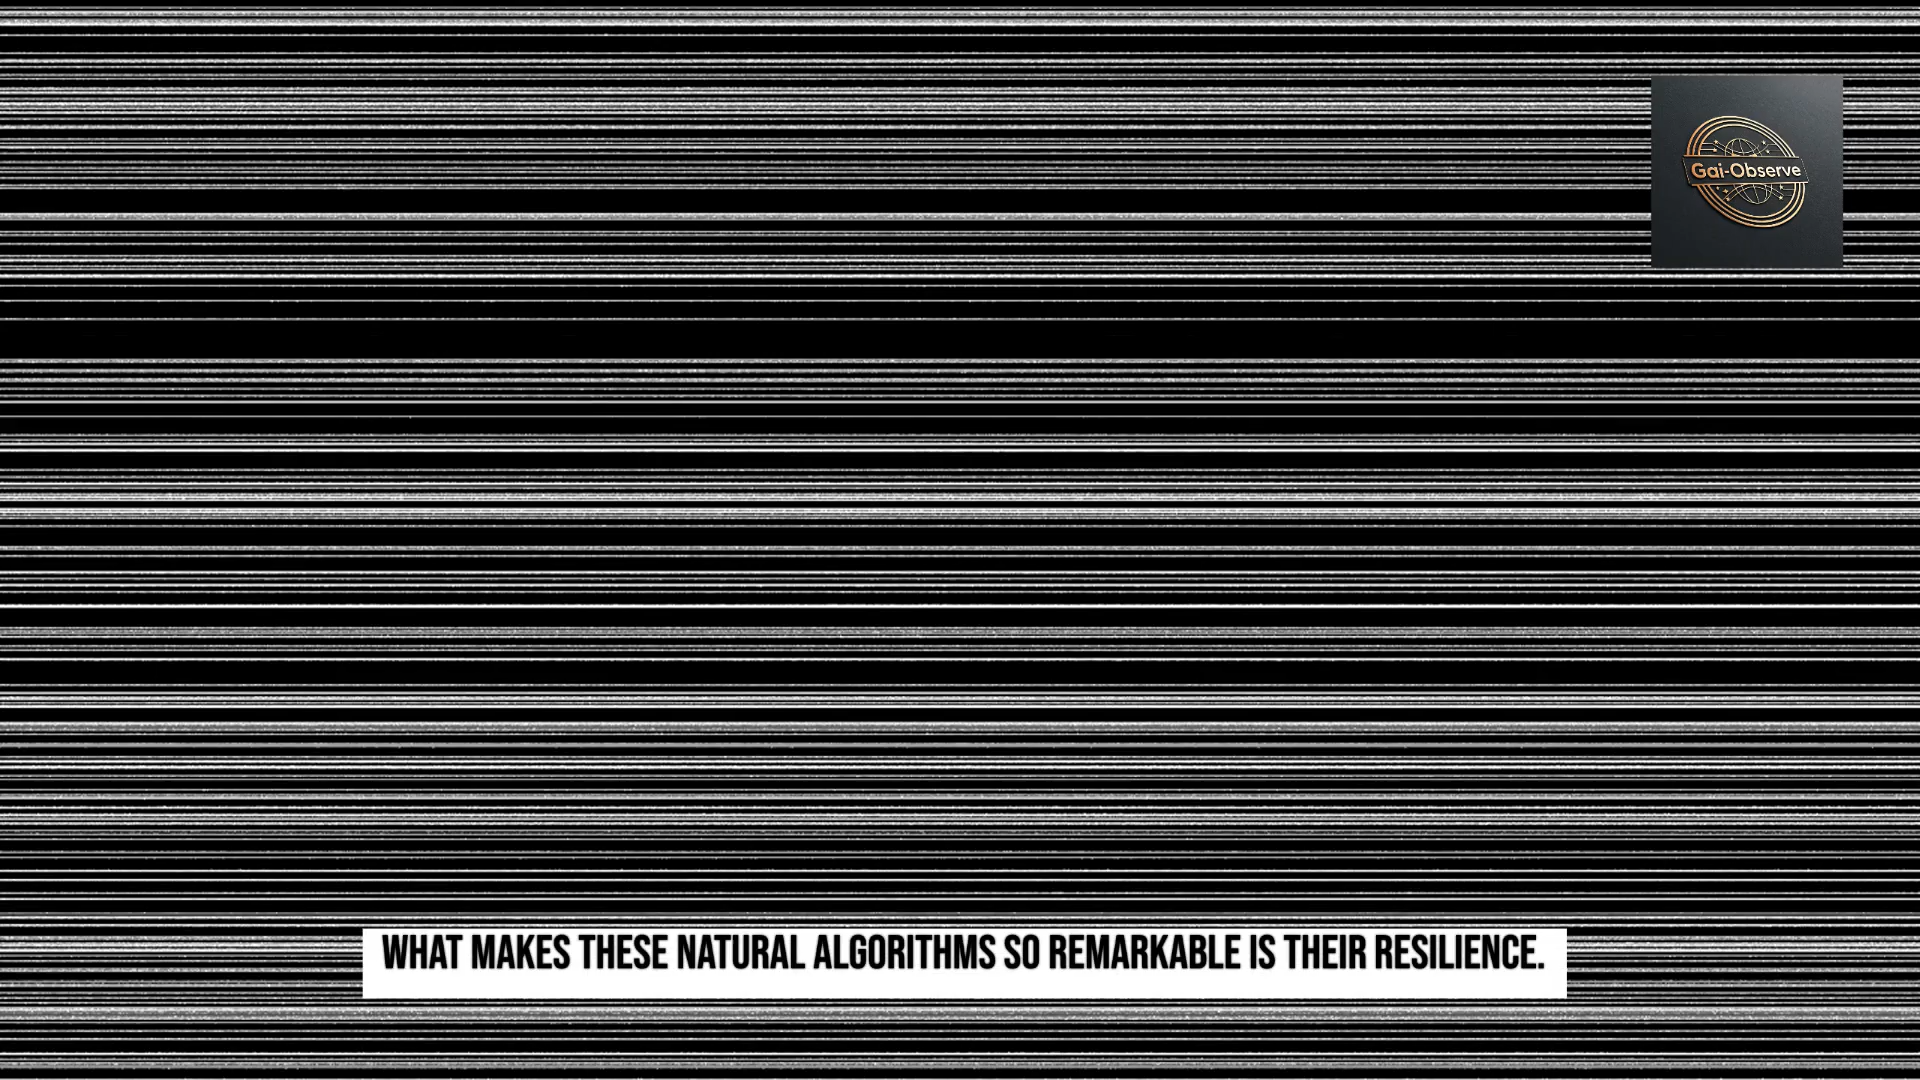 Gai-Observe
WHAT MAKES THESE NATURAL ALGORITHMS SO REMARKABLE IS THEIR RESILIENCE.